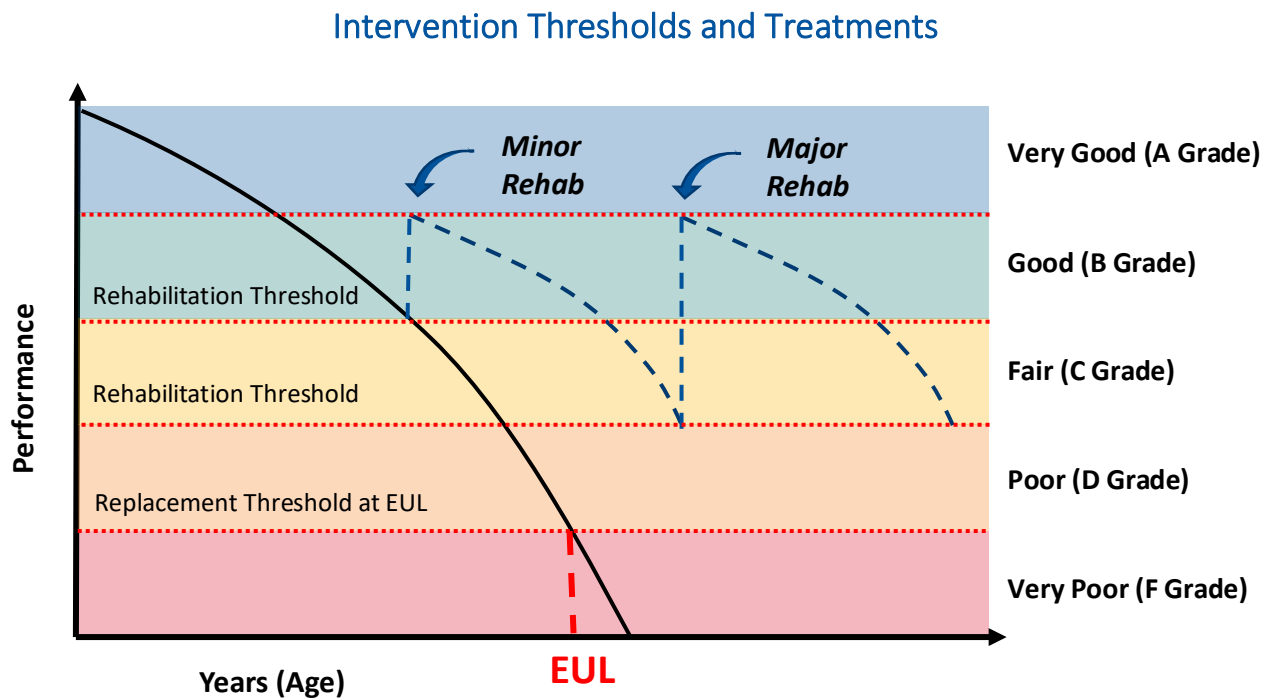 Intervention Thresholds and Treatments
Minor
Rehab
Major
Rehab
Very Good (A Grade)
Good (B Grade)
Rehabilitation Threshold
Fair (C Grade)
Rehabilitation Threshold
Performance
Poor (D Grade)
Replacement Threshold at EUL
Very Poor (F Grade)
Years (Age)
EUL